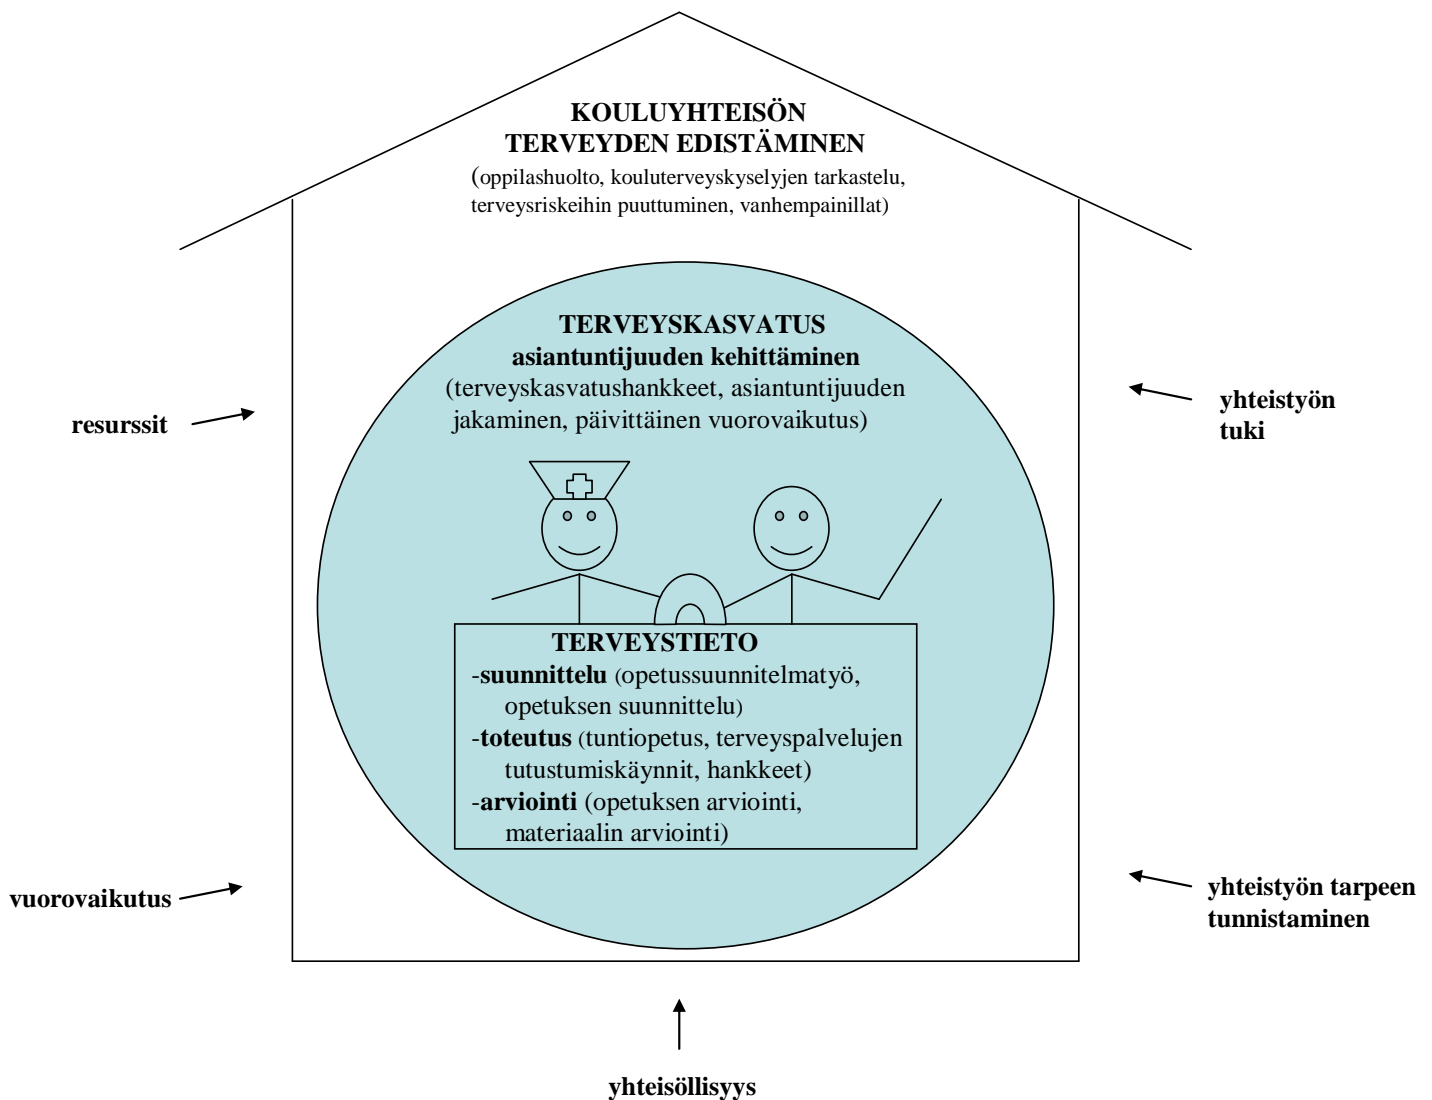 KOULUYHTEISÖN
TERVEYDEN EDISTÄMINEN
(oppilashuolto, kouluterveyskyselyjen tarkastelu,
terveysriskeihin puuttuminen, vanhempainillat)
TERVEYSKASVATUS
asiantuntijuuden kehittäminen
(terveyskasvatushankkeet, asiantuntijuuden
jakaminen, päivittäinen vuorovaikutus)
resurssit
yhteistyön
tuki
TERVEYSTIETO
-suunnittelu (opetussuunnitelmatyö,
opetuksen suunnittelu)
-toteutus (tuntiopetus, terveyspalvelujen
tutustumiskäynnit, hankkeet)
-arviointi (opetuksen arviointi,
materiaalin arviointi)
vuorovaikutus
yhteistyön tarpeen
tunnistaminen
yhteisöllisyys